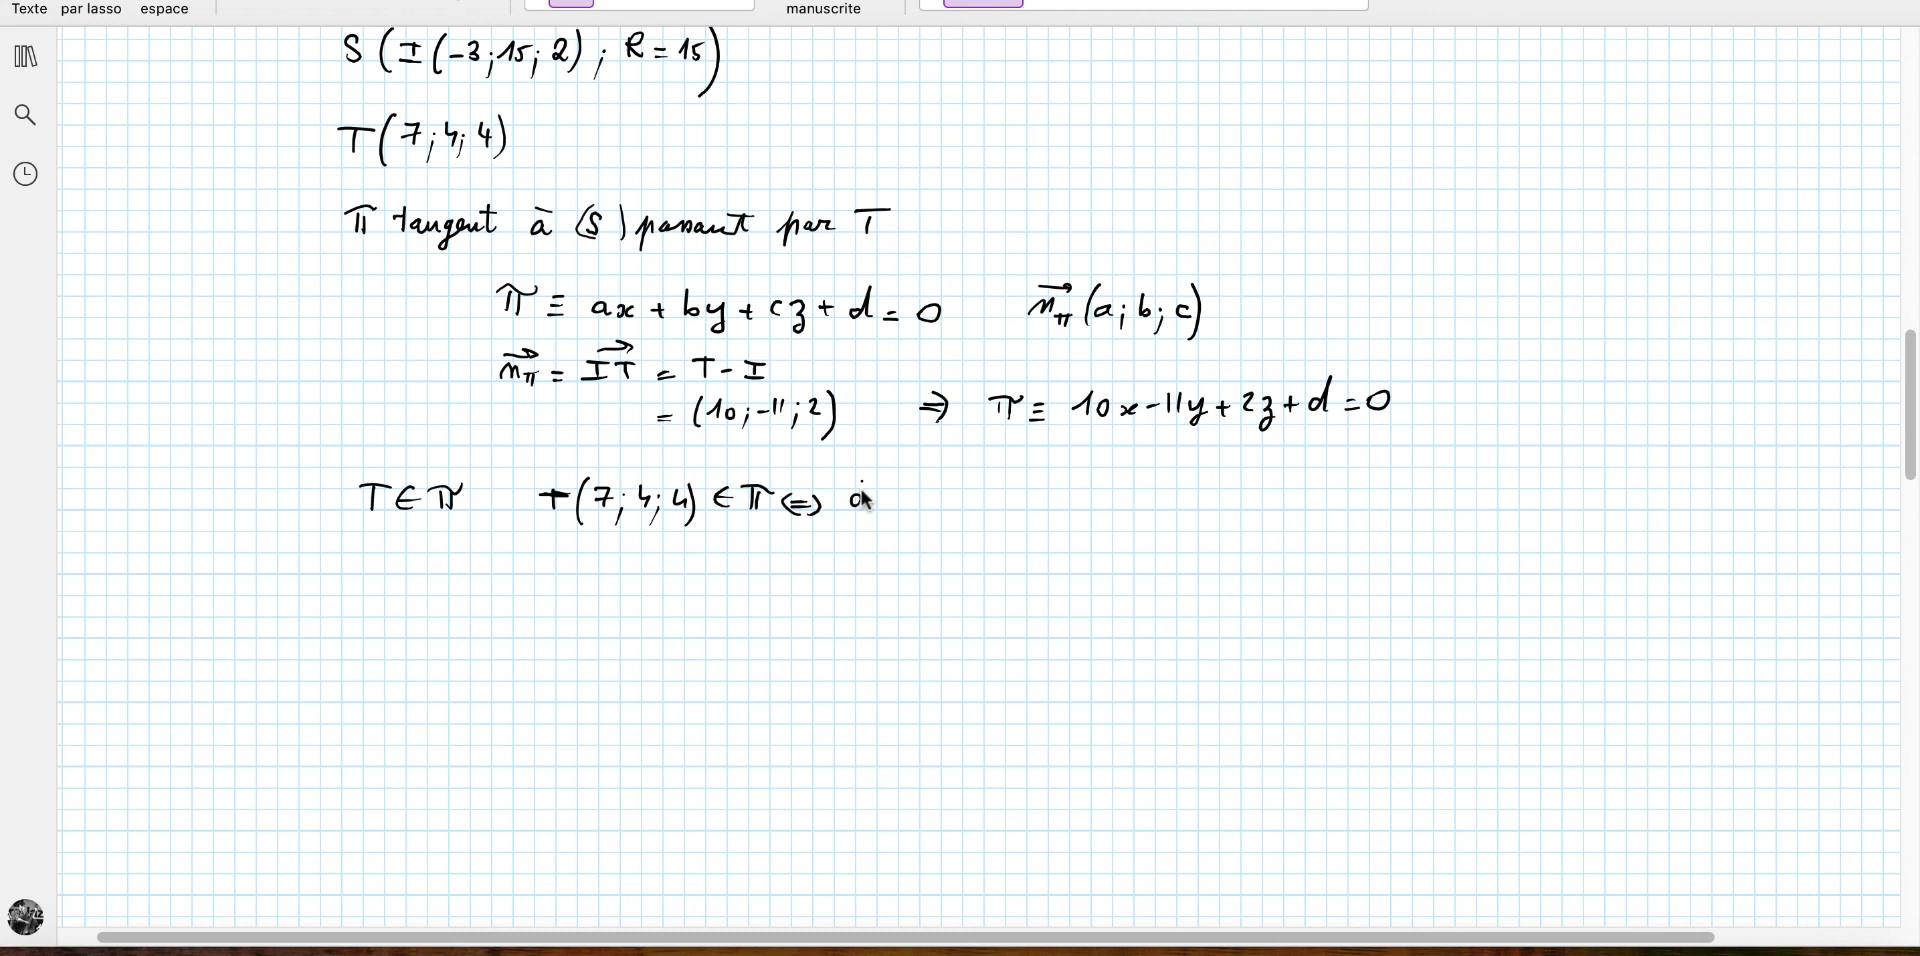 Texte par lasso espace manuscrite
S (I(-3;15;2) ; R = 15)
T(7;4;4)
π tangent à (S) passant par T
π ≡ ax + by + cz + d = 0 n⃗π (a;b;c)
n⃗π = I⃗T⃗ = T - I
= (10;-11;2) ⇒ π ≡ 10x-11y+2z+d=0
T∈π T(7;4;4) ∈ π ⇔